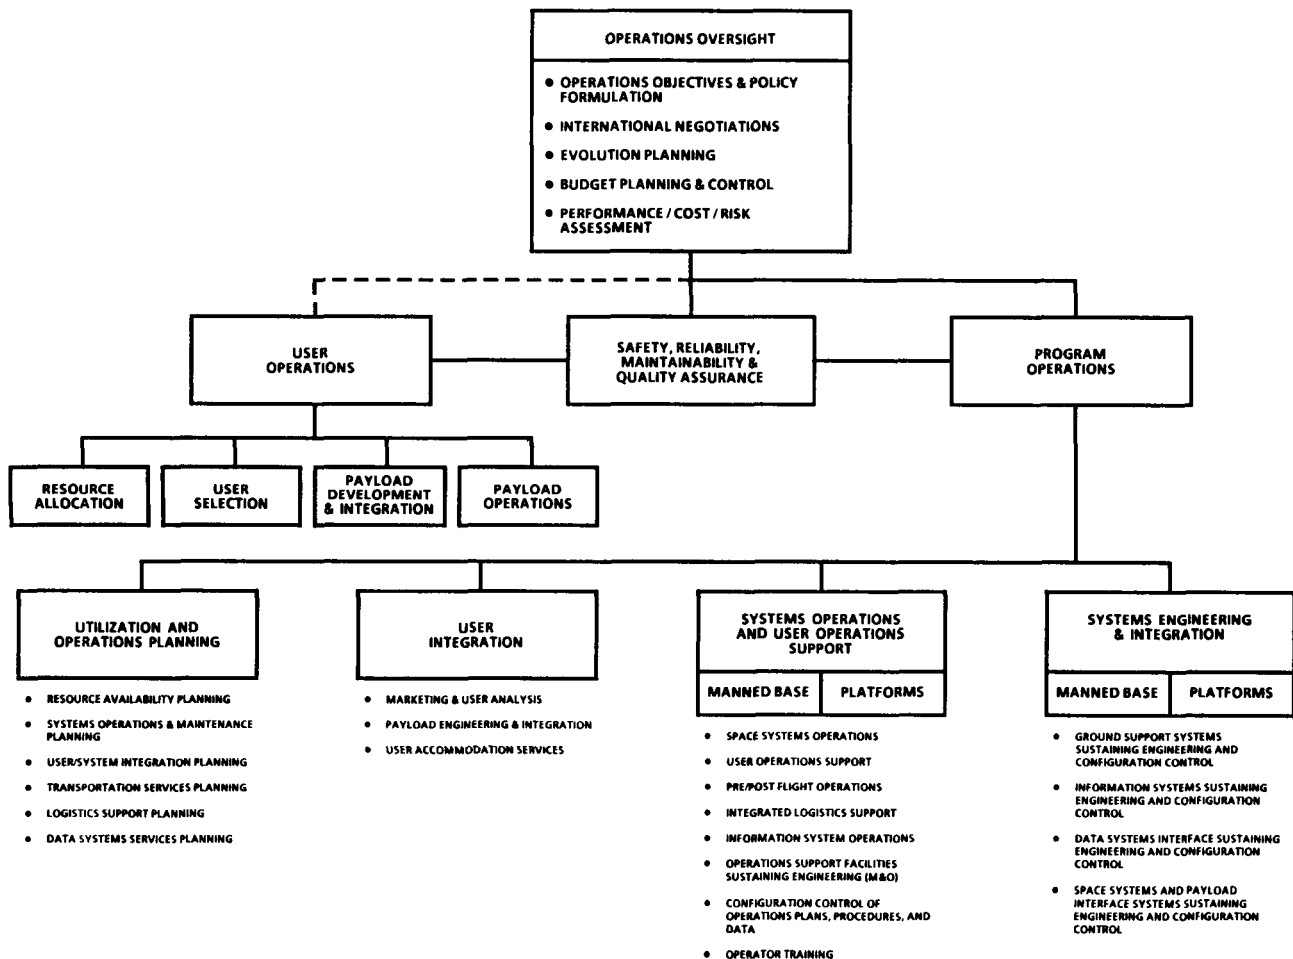 OPERATIONS OVERSIGHT
● OPERATIONS OBJECTIVES & POLICY
FORMULATION
● INTERNATIONAL NEGOTIATIONS
● EVOLUTION PLANNING
● BUDGET PLANNING & CONTROL
● PERFORMANCE / COST / RISK
ASSESSMENT
USER
OPERATIONS
SAFETY, RELIABILITY,
MAINTAINABILITY &
QUALITY ASSURANCE
PROGRAM
OPERATIONS
RESOURCE
ALLOCATION
USER
SELECTION
PAYLOAD
DEVELOPMENT
& INTEGRATION
PAYLOAD
OPERATIONS
UTILIZATION AND
OPERATIONS PLANNING
● RESOURCE AVAILABILITY PLANNING
● SYSTEMS OPERATIONS & MAINTENANCE
PLANNING
● USER/SYSTEM INTEGRATION PLANNING
● TRANSPORTATION SERVICES PLANNING
● LOGISTICS SUPPORT PLANNING
● DATA SYSTEMS SERVICES PLANNING
USER
INTEGRATION
● MARKETING & USER ANALYSIS
● PAYLOAD ENGINEERING & INTEGRATION
● USER ACCOMMODATION SERVICES
SYSTEMS OPERATIONS
AND USER OPERATIONS
SUPPORT
MANNED BASE PLATFORMS
● SPACE SYSTEMS OPERATIONS
● USER OPERATIONS SUPPORT
● PRE/POST FLIGHT OPERATIONS
● INTEGRATED LOGISTICS SUPPORT
● INFORMATION SYSTEM OPERATIONS
● OPERATIONS SUPPORT FACILITIES
SUSTAINING ENGINEERING (M&O)
● CONFIGURATION CONTROL OF
OPERATIONS PLANS, PROCEDURES, AND
DATA
● OPERATOR TRAINING
SYSTEMS ENGINEERING
& INTEGRATION
MANNED BASE PLATFORMS
● GROUND SUPPORT SYSTEMS
SUSTAINING ENGINEERING AND
CONFIGURATION CONTROL
● INFORMATION SYSTEMS SUSTAINING
ENGINEERING AND CONFIGURATION
CONTROL
● DATA SYSTEMS INTERFACE SUSTAINING
ENGINEERING AND CONFIGURATION
CONTROL
● SPACE SYSTEMS AND PAYLOAD
INTERFACE SYSTEMS SUSTAINING
ENGINEERING AND CONFIGURATION
CONTROL